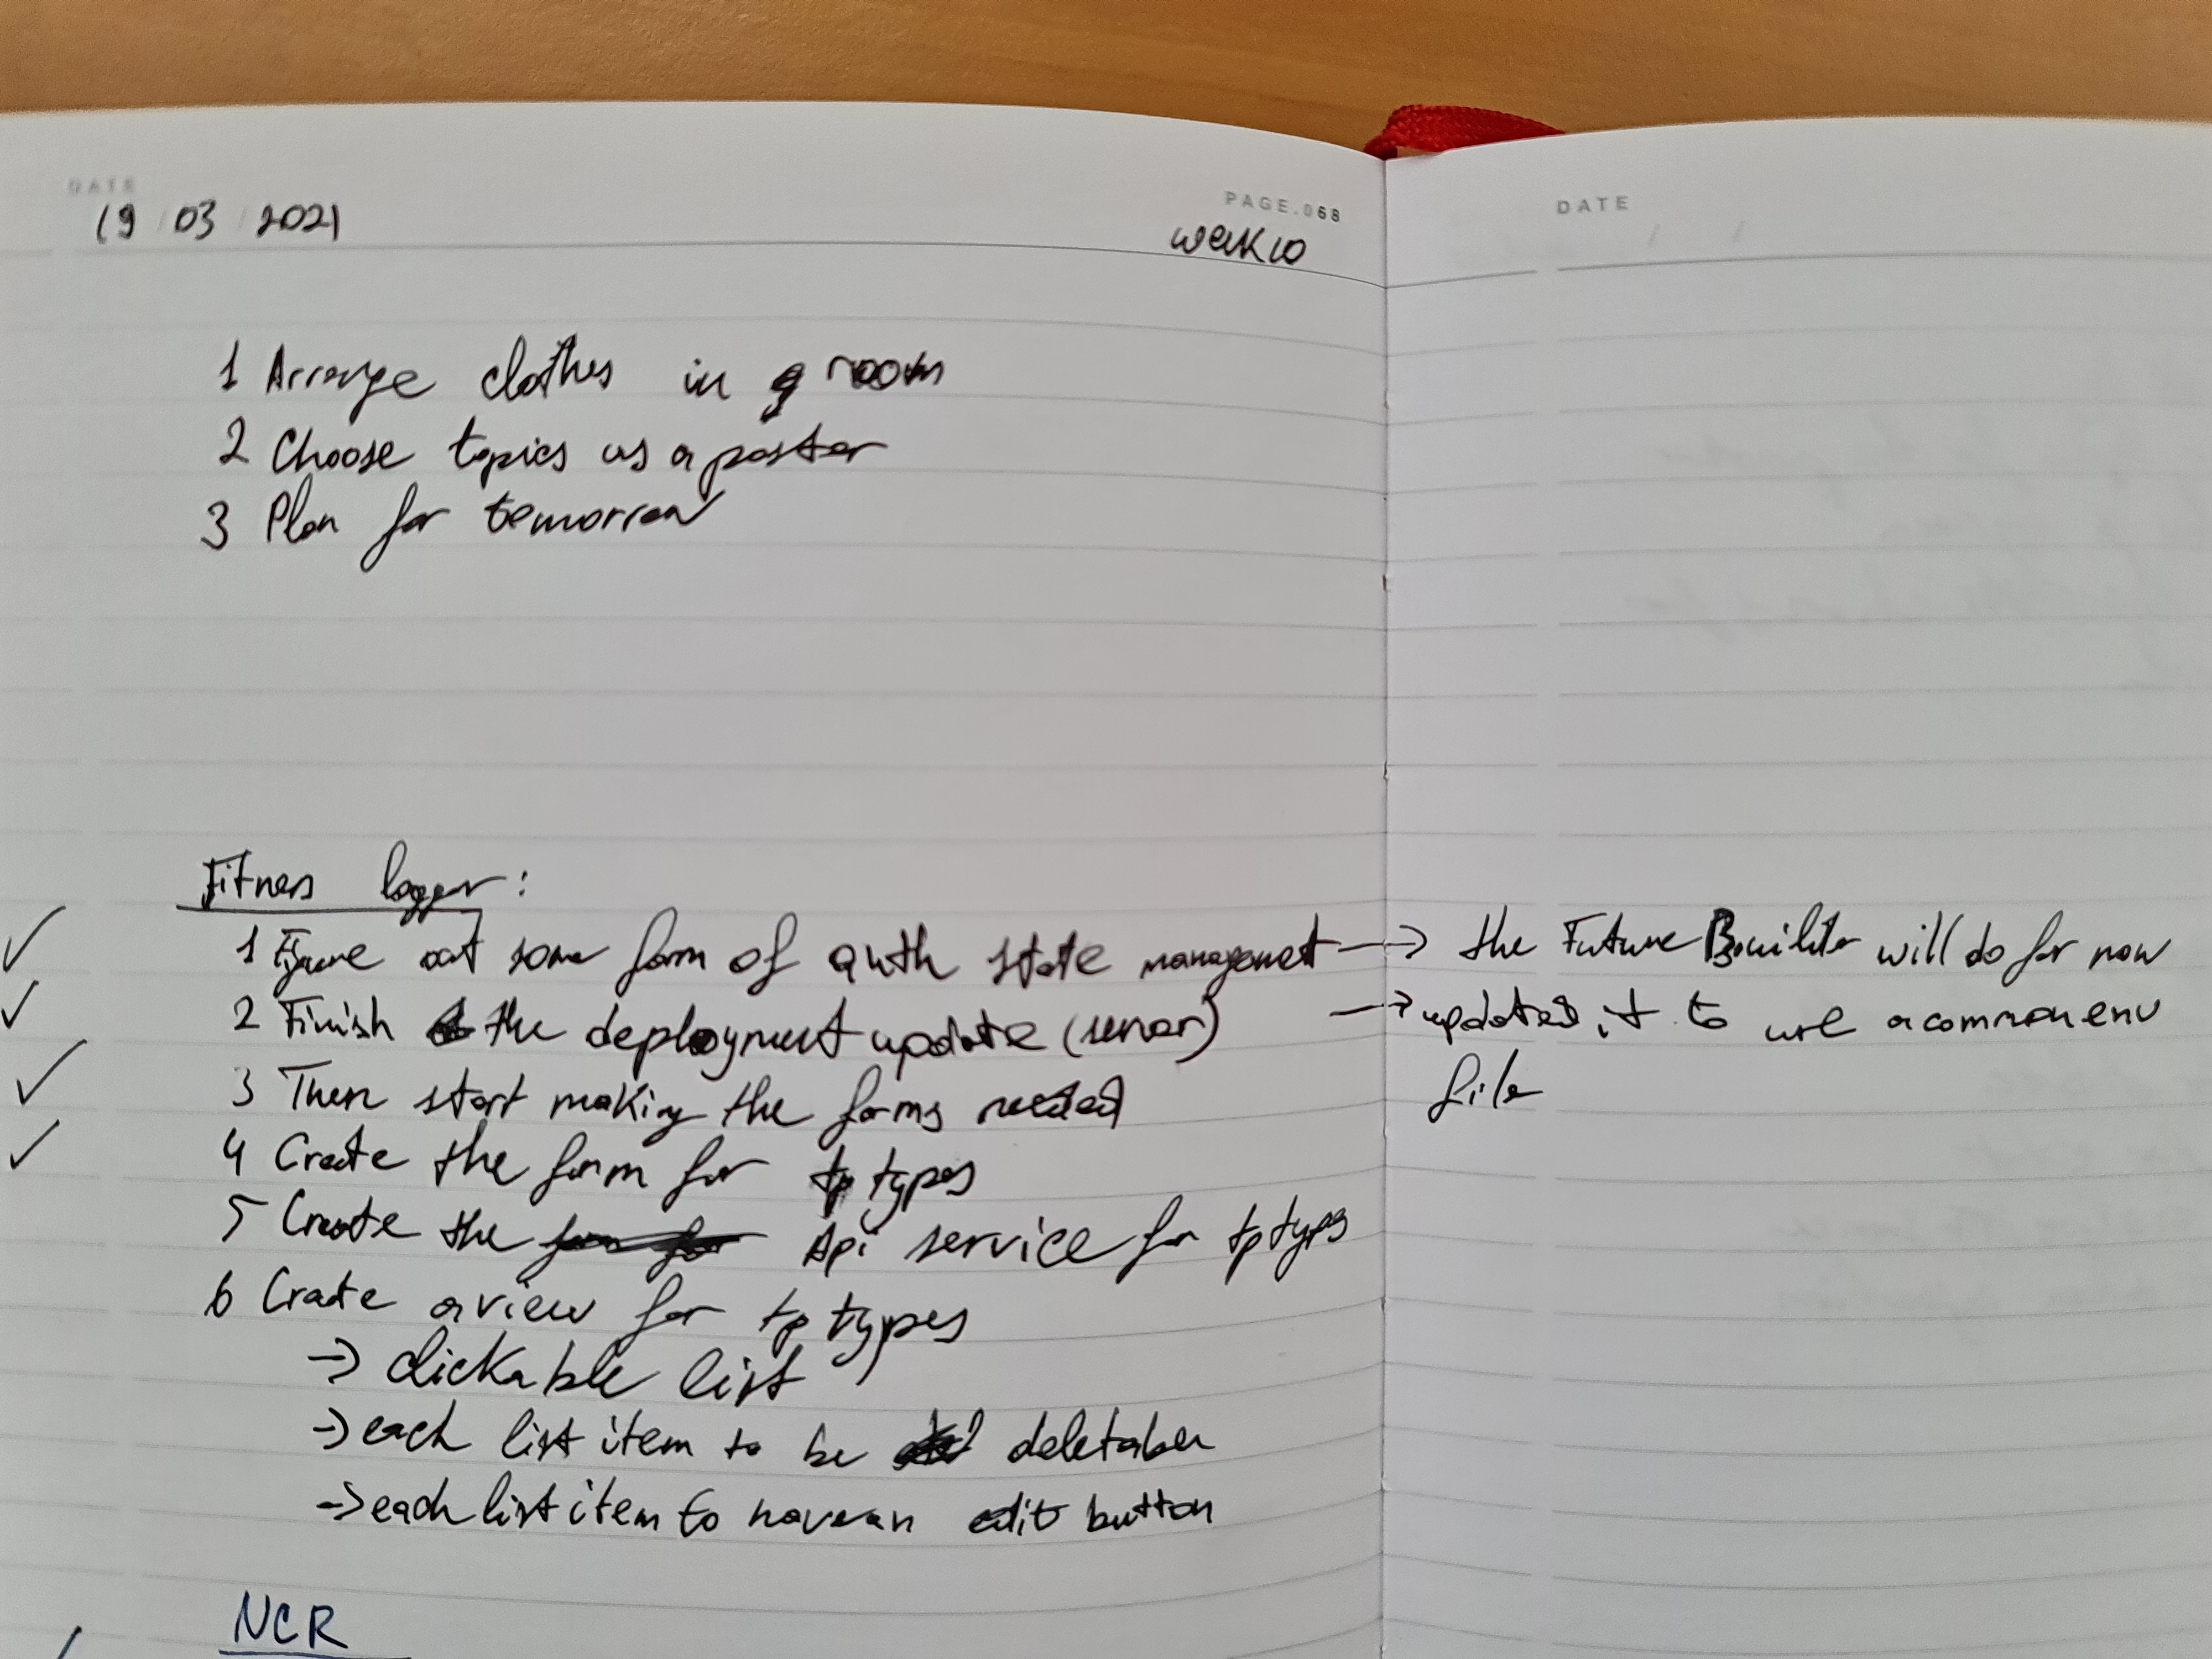 DATE
19 / 03 / 2021
PAGE.068
week 10
DATE
/ /
1 Arrange clothes in g room
2 Choose topics as a poster
3 Plan for tomorrow
Fitness logger:
1 Figure out some form of auth state management → the Future Builder will do for now
2 Finish the deployment update (server) → updated it to use a common env
file
3 Then start making the forms needed
4 Create the form for tp types
5 Create the Api service for tp types
6 Create a view for tp types
→ clickable list
→ each list item to be
→ each list item to have an edit button
NCR